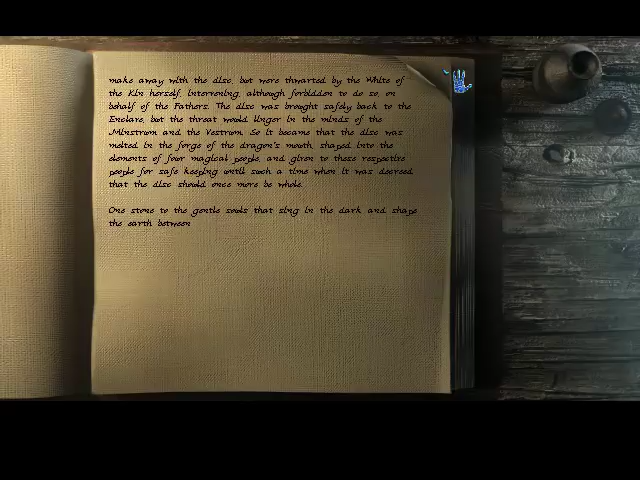 make away with the disc, but were thwarted by the White of
the Kin herself, intervening, although forbidden to do so, on
behalf of the Fathers. The disc was brought safely back to the
Enclave, but the threat would linger in the minds of the
Minstrum and the Vestrum. So it became that the disc was
melted in the forge of the dragon's mouth, shaped into the
elements of four magical people, and given to these respective
people for safe keeping until such a time when it was decreed
that the disc should once more be whole.
One stone to the gentle souls that sing in the dark and shape
the earth between